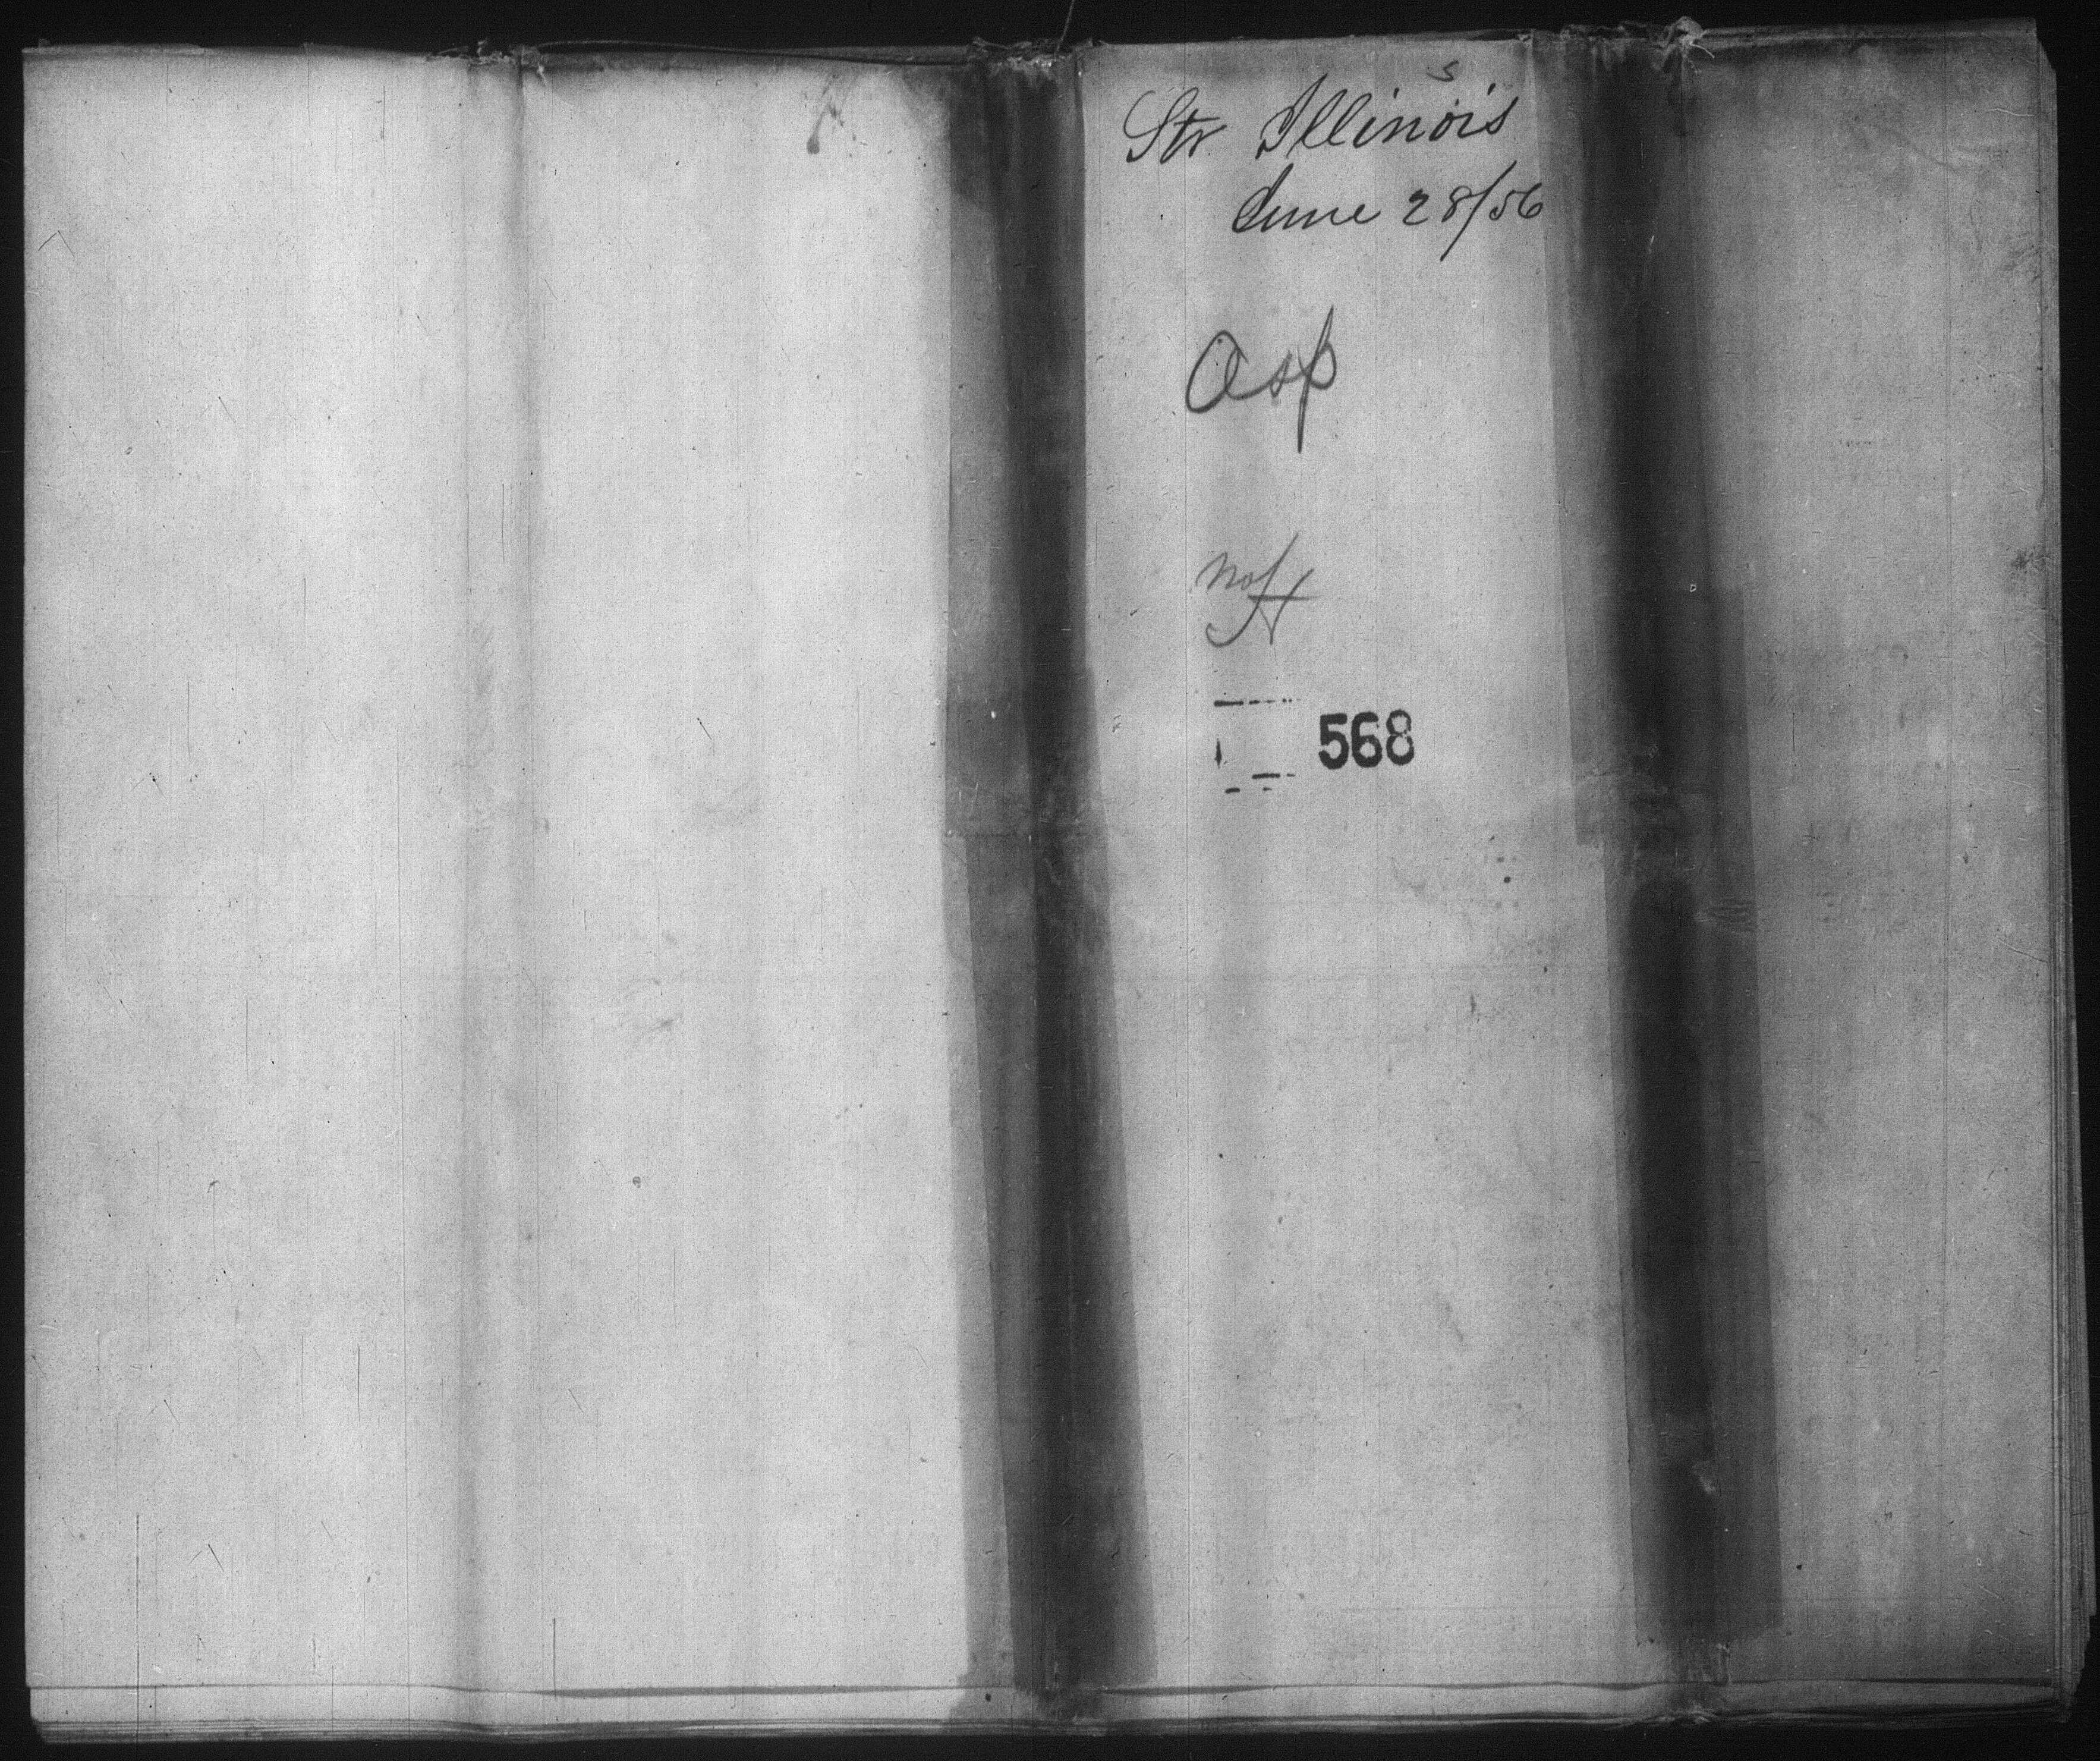 s
Str Illinois
June 28/56
Asp
No
568